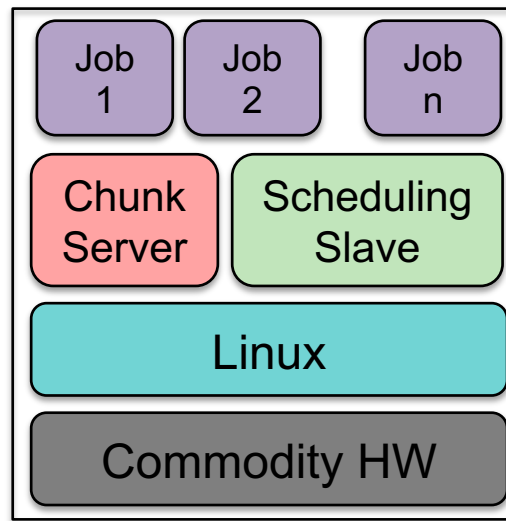 Job
1
Job
2
Job
n
Chunk
Server
Scheduling
Slave
Linux
Commodity HW